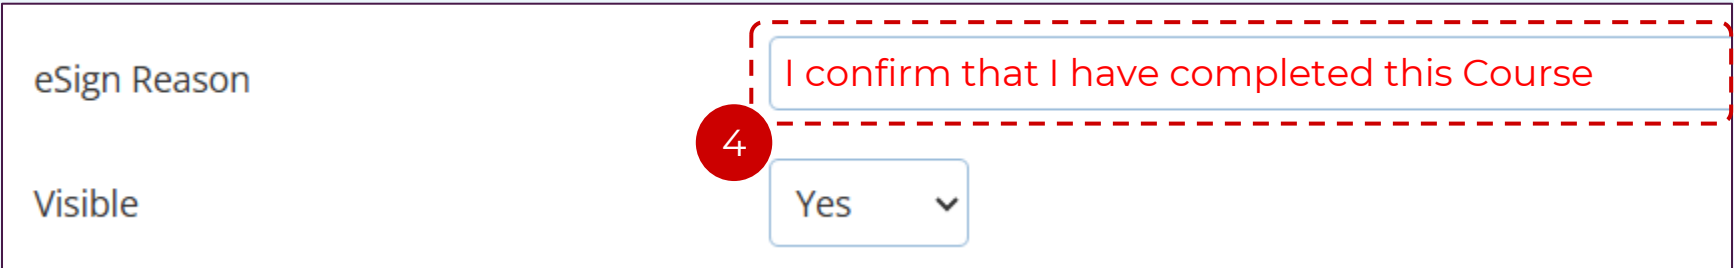 eSign Reason
I confirm that I have completed this Course
4
Visible
Yes